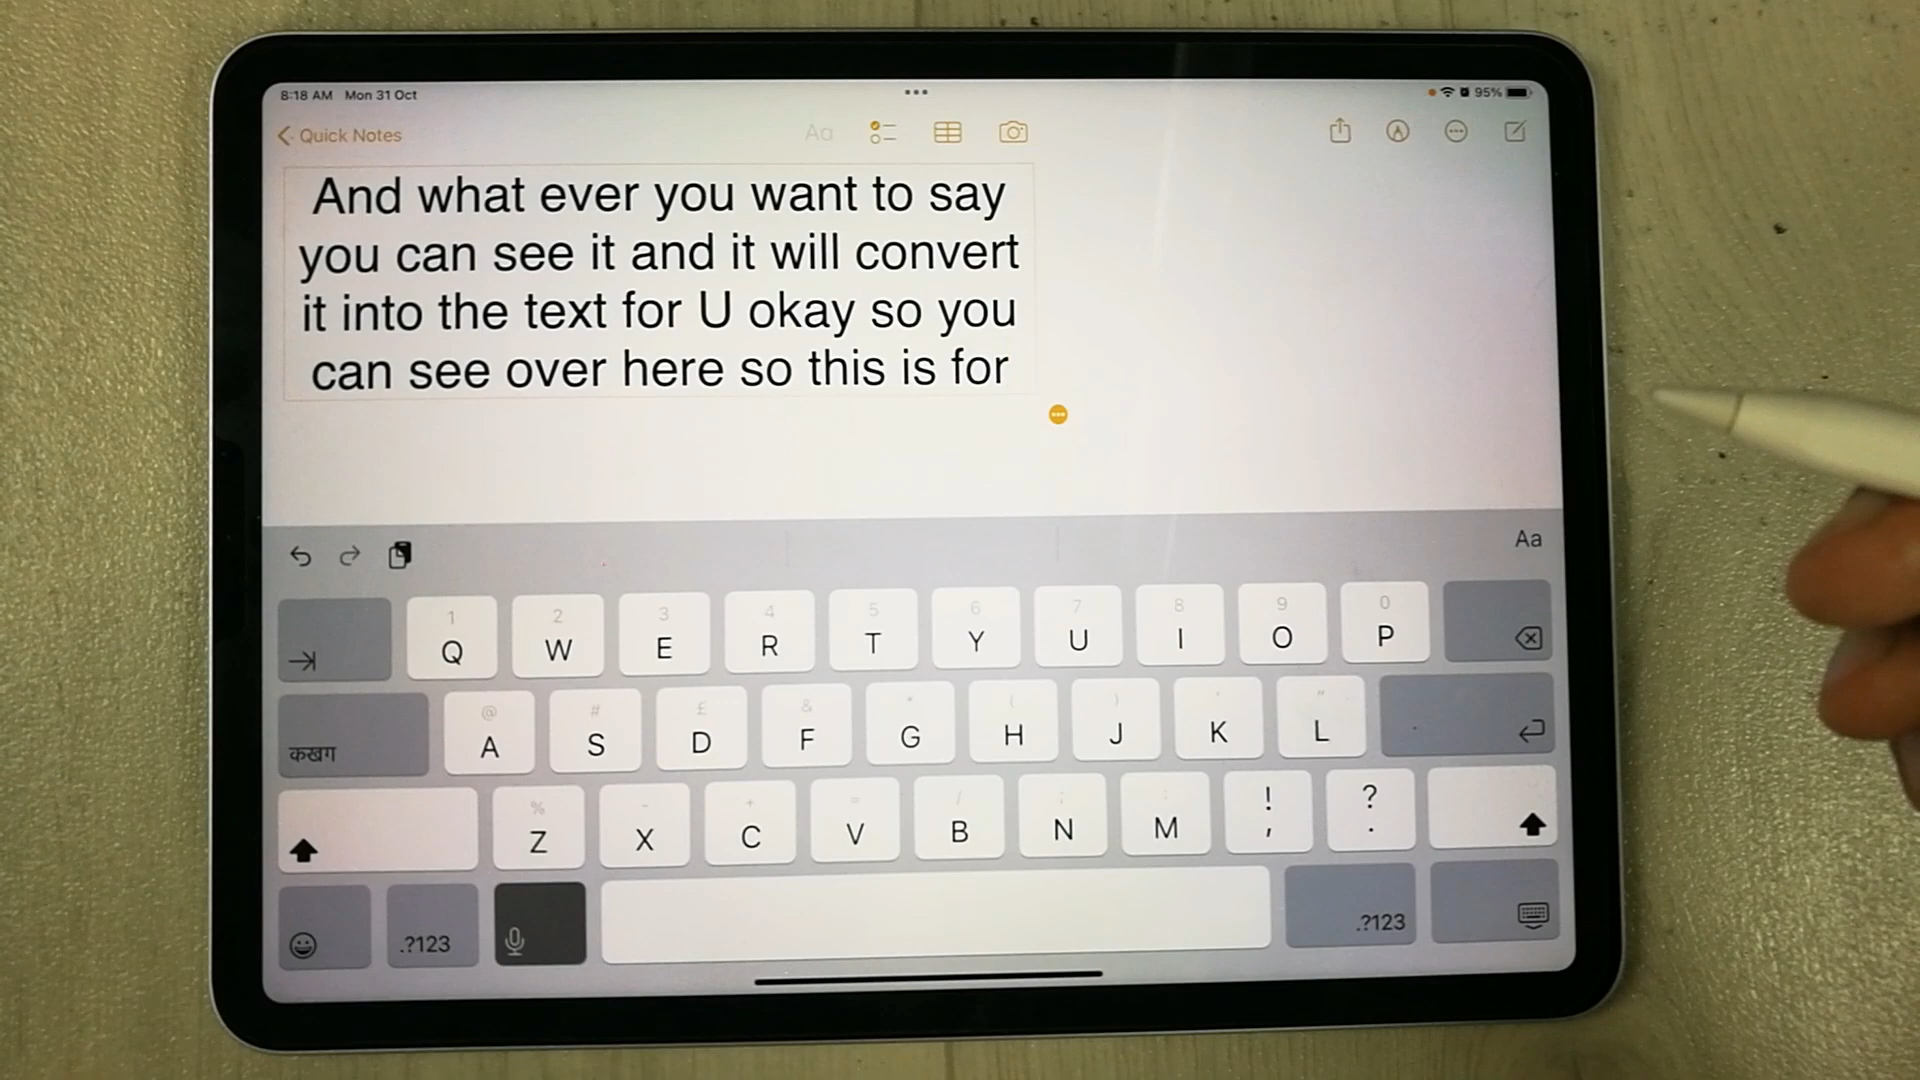 8:18 AM Mon 31 Oct
95%
Quick Notes
Aa
And what ever you want to say
you can see it and it will convert
it into the text for U okay so you
can see over here so this is for
Aa
1 2 3 4 5 6 7 8 9 0
Q W E R T Y U I O P
@ # £ & * ( ) ' "
कखग A S D F G H J K L
% - + = / ; : ! ?
Z X C V B N M , .
.?123 .?123